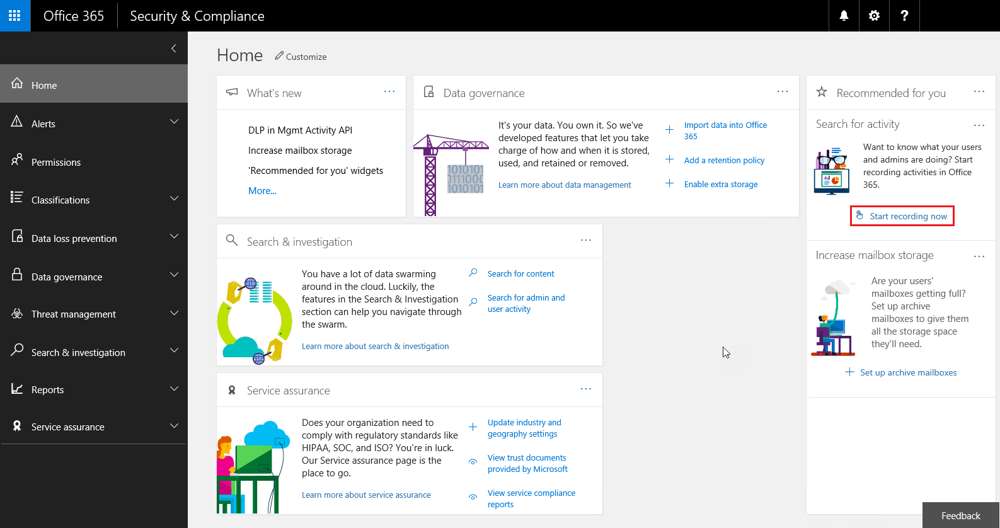 Office 365
Security & Compliance
?
Home
Alerts
Permissions
Classifications
Data loss prevention
Data governance
Threat management
Search & investigation
Reports
Service assurance
Home
Customize
What's new
DLP in Mgmt Activity API
Increase mailbox storage
'Recommended for you' widgets
More...
Data governance
It's your data. You own it. So we've
developed features that let you take
charge of how and when it is stored,
used, and retained or removed.
Learn more about data management
101010
0111000
101010
Import data into Office
365
Add a retention policy
Enable extra storage
Search & investigation
You have a lot of data swarming
around in the cloud. Luckily, the
features in the Search & Investigation
section can help you navigate through
the swarm.
Learn more about search & investigation
Search for content
Search for admin and
user activity
Service assurance
Does your organization need to
comply with regulatory standards like
HIPAA, SOC, and ISO? You're in luck.
Our Service assurance page is the
place to go.
Learn more about service assurance
Update industry and
geography settings
View trust documents
provided by Microsoft
View service compliance
reports
Recommended for you
Search for activity
Want to know what your users
and admins are doing? Start
recording activities in Office
365.
Start recording now
Increase mailbox storage
Are your users'
mailboxes getting full?
Set up archive
mailboxes to give them
all the storage space
they'll need.
Set up archive mailboxes
Feedback